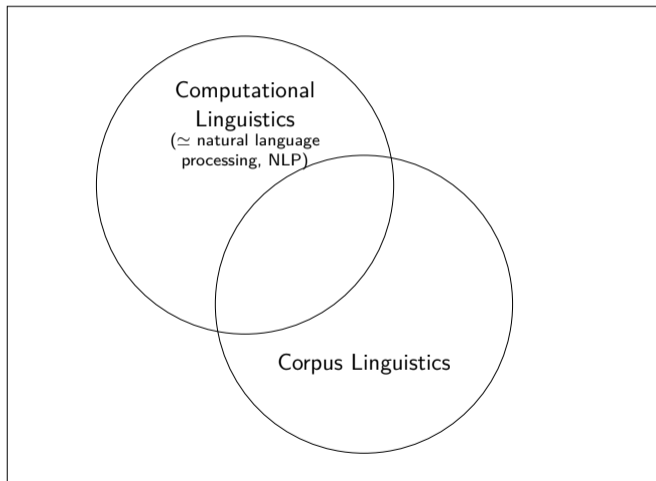 Computational
Linguistics
(≃ natural language
processing, NLP)
Corpus Linguistics